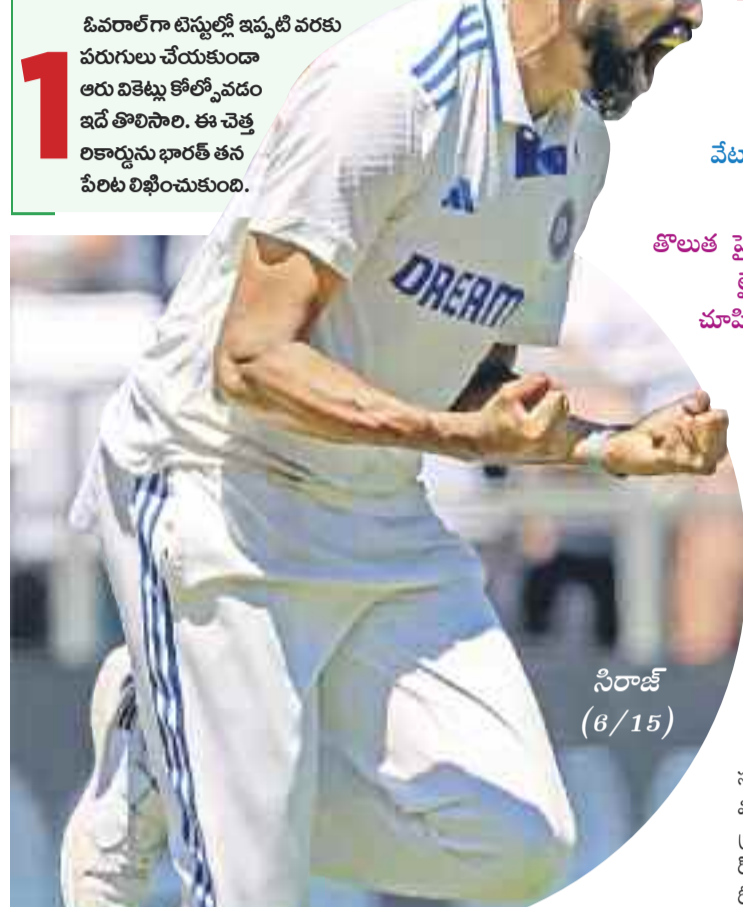 1
ఓవరాల్‌గా టెస్టుల్లో ఇప్పటి వరకు
పరుగులు చేయకుండా
ఆరు వికెట్లు కోల్పోవడం
ఇదే తొలిసారి. ఈ చెత్త
రికార్డును భారత్ తన
పేరిట లిఖించుకుంది.
తొలుత
DREAM
సిరాజ్
(6/15)